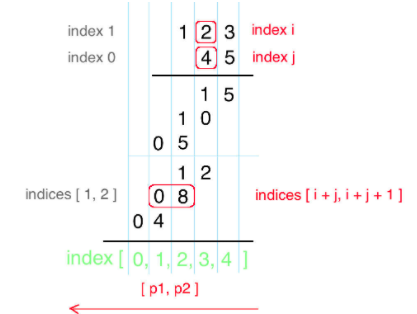 index 1 1 2 3 index i
index 0 4 5 index j
1 5
1 0
0 5
1 2
indices [ 1, 2 ] 0 8 indices [ i + j, i + j + 1 ]
0 4
index [ 0, 1, 2, 3, 4 ]
[ p1, p2 ]